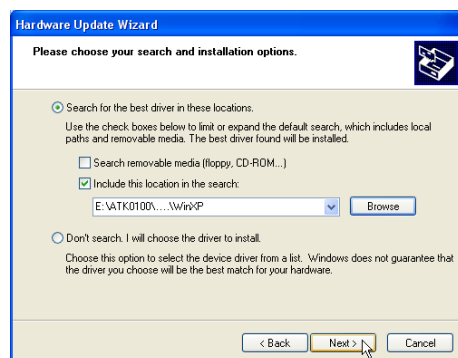 Hardware Update Wizard
Please choose your search and installation options.
Search for the best driver in these locations.
Use the check boxes below to limit or expand the default search, which includes local
paths and removable media. The best driver found will be installed.
Search removable media (floppy, CD-ROM...)
Include this location in the search:
E:\ATK0100\....\WinXP
Browse
Don't search. I will choose the driver to install.
Choose this option to select the device driver from a list. Windows does not guarantee that
the driver you choose will be the best match for your hardware.
< Back Next > Cancel